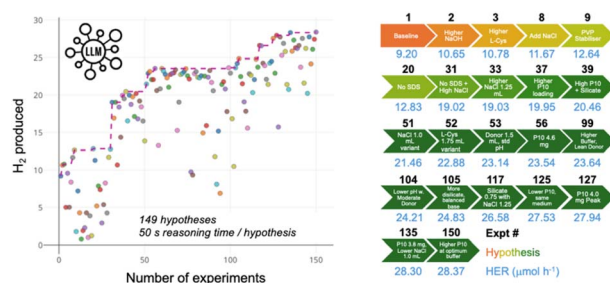 LLM
H2 produced
30
25
20
15
10
5
0
0
50
100
150
Number of experiments
149 hypotheses
50 s reasoning time / hypothesis
1
2
3
8
9
Baseline
Higher
NaOH
Higher
L-Cys
Add NaCl
PVP
Stabiliser
9.20
10.65
10.78
11.67
12.64
20
31
33
37
39
No SDS
No SDS +
High NaCl
Higher
NaCl 1.25
mL
Higher
P10
loading
High P10
+ Silicate
12.83
19.02
19.03
19.95
20.46
51
52
53
56
99
NaCl 1.0
mL
variant
L-Cys
1.75 mL
variant
Donor 1.5
mL, std
pH
P10 4.6
mg
Higher
Buffer,
Lean Donor
21.46
22.88
23.14
23.54
23.64
104
105
117
125
127
Lower pH w.
Moderate
Donor
More
disilicate,
balanced
base
Silicate
0.75 with
NaCl 1.25
Lower P10,
same
medium
P10 4.0
mg Peak
24.21
24.83
26.58
27.53
27.94
135
150
Expt #
P10 3.8 mg,
Lower NaCl
1.0 mL
Higher P10
at optimum
buffer
Hypothesis
28.30
28.37
HER (μmol h⁻¹)